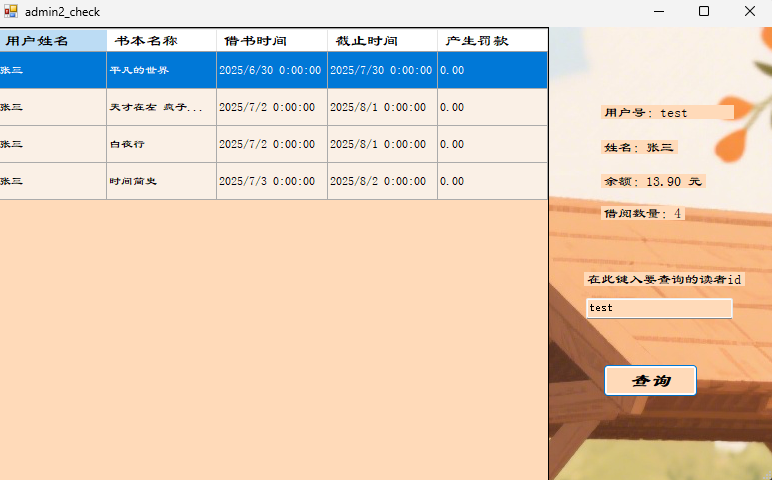 admin2_check
用户姓名 书本名称 借书时间 截止时间 产生罚款
张三 平凡的世界 2025/6/30 0:00:00 2025/7/30 0:00:00 0.00
张三 天才在左 疯子... 2025/7/2 0:00:00 2025/8/1 0:00:00 0.00
张三 白夜行 2025/7/2 0:00:00 2025/8/1 0:00:00 0.00
张三 时间简史 2025/7/3 0:00:00 2025/8/2 0:00:00 0.00
用户号：test
姓名：张三
余额：13.90 元
借阅数量：4
在此键入要查询的读者id
test
查询